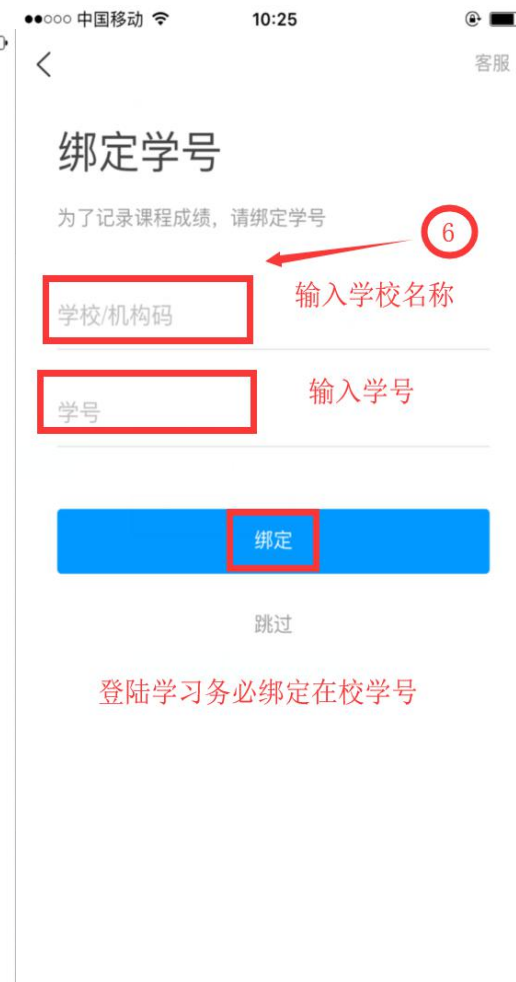 中国移动 10:25
客服
绑定学号
为了记录课程成绩，请绑定学号
6
学校/机构码
输入学校名称
学号
输入学号
绑定
跳过
登陆学习务必绑定在校学号